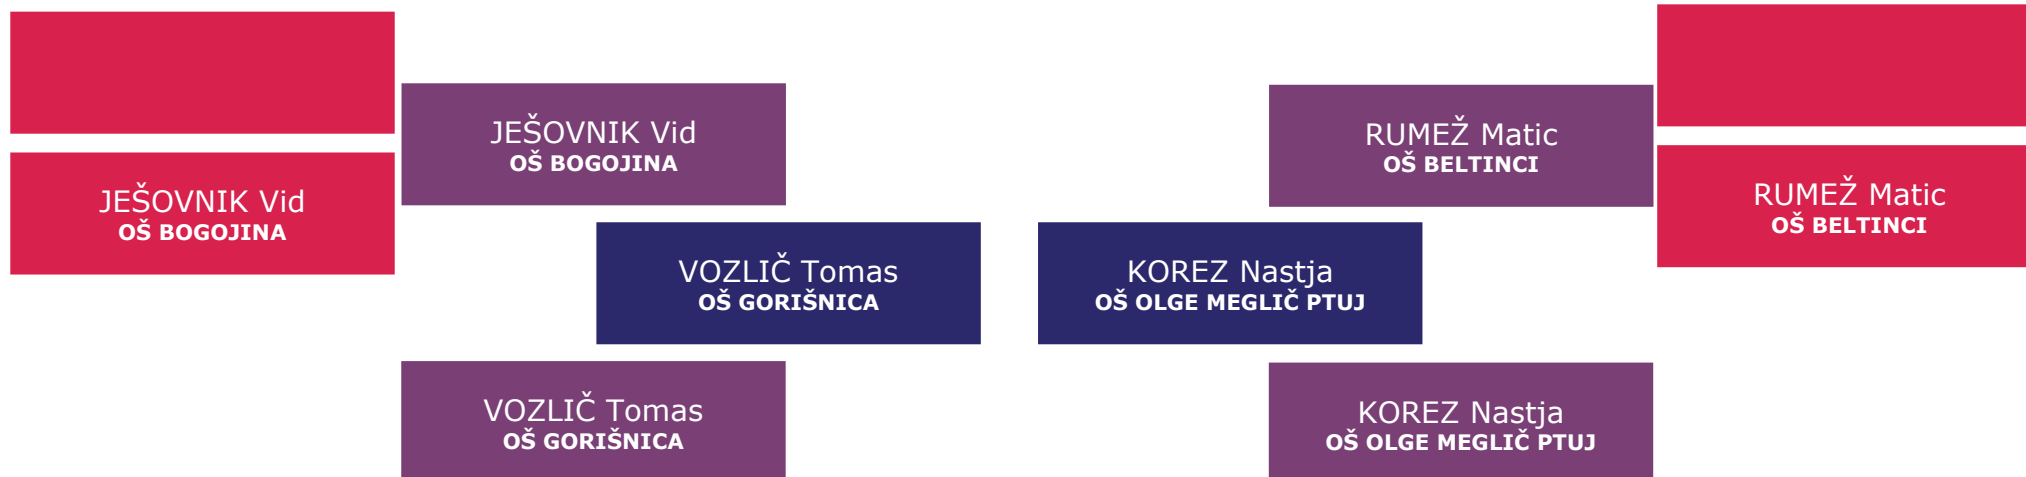 JEŠOVNIK Vid
OŠ BOGOJINA
RUMEŽ Matic
OŠ BELTINCI
JEŠOVNIK Vid
OŠ BOGOJINA
RUMEŽ Matic
OŠ BELTINCI
VOZLIČ Tomas
OŠ GORIŠNICA
KOREZ Nastja
OŠ OLGE MEGLIČ PTUJ
VOZLIČ Tomas
OŠ GORIŠNICA
KOREZ Nastja
OŠ OLGE MEGLIČ PTUJ